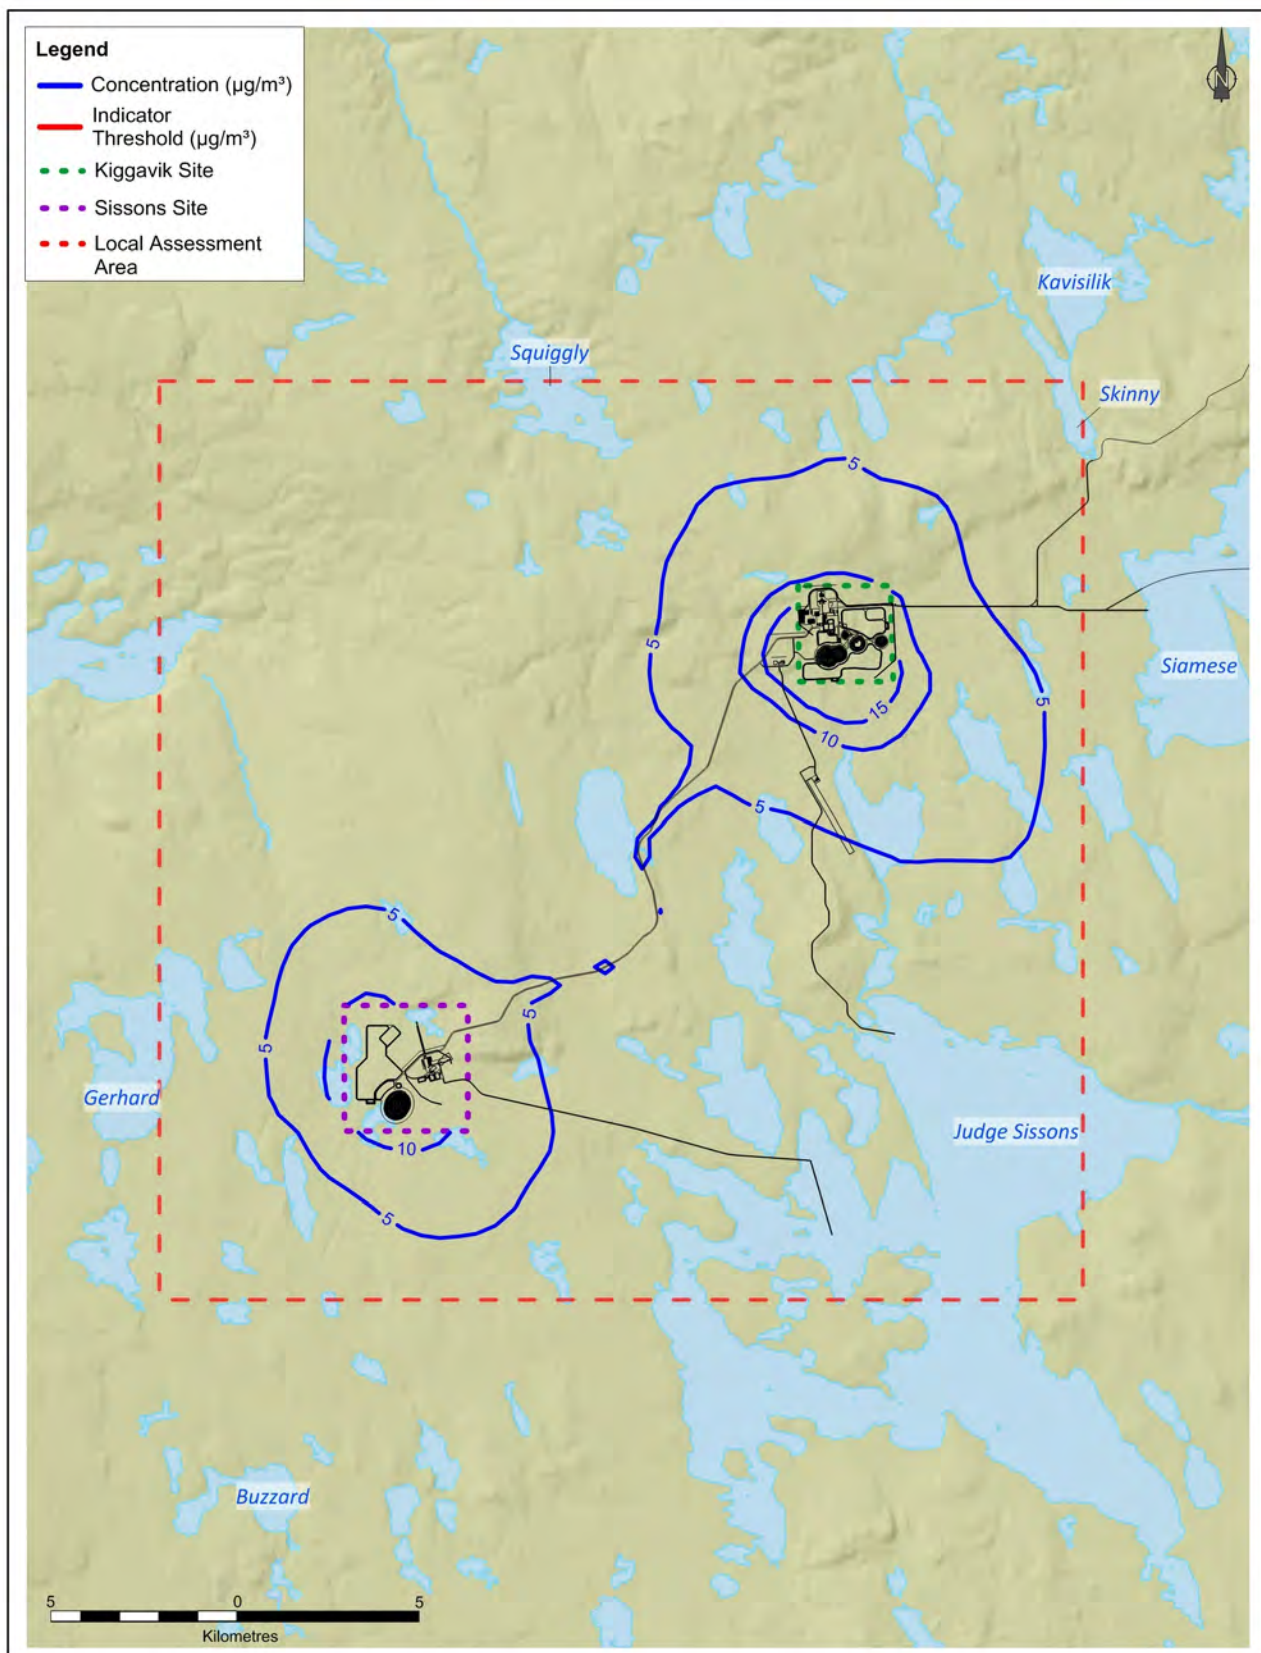 Legend
Concentration (µg/m³)
Indicator
Threshold (µg/m³)
Kiggavik Site
Sissons Site
Local Assessment
Area
N
Kavisilik
Squiggly
Skinny
5
5
Siamese
5
15
10
5
5
5
5
Gerhard
Judge Sissons
10
5
Buzzard
5 0 5
Kilometres